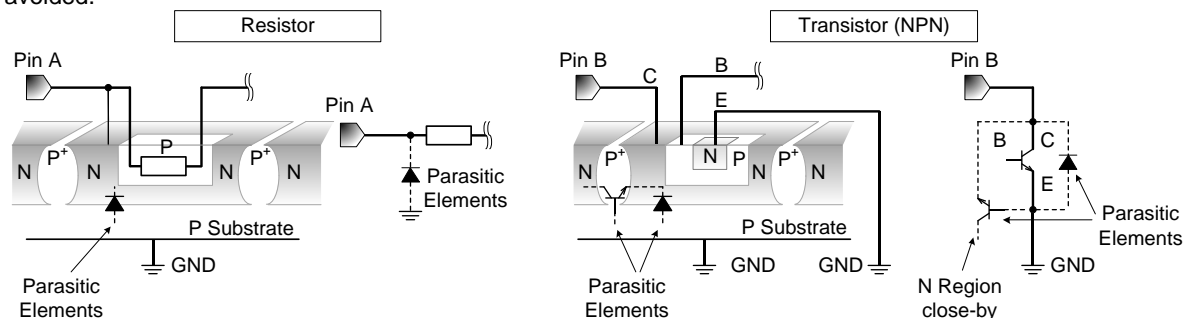 avoided.
Resistor
Transistor (NPN)
Pin A
Pin A
P
N
P+
N
P+
N
N
Parasitic
Elements
P Substrate
GND
Parasitic
Elements
Pin B
C
B
E
N
P+
N
N
P
P+
N
N
P Substrate
GND
GND
Parasitic
Elements
Pin B
B
C
E
Parasitic
Elements
GND
N Region
close-by